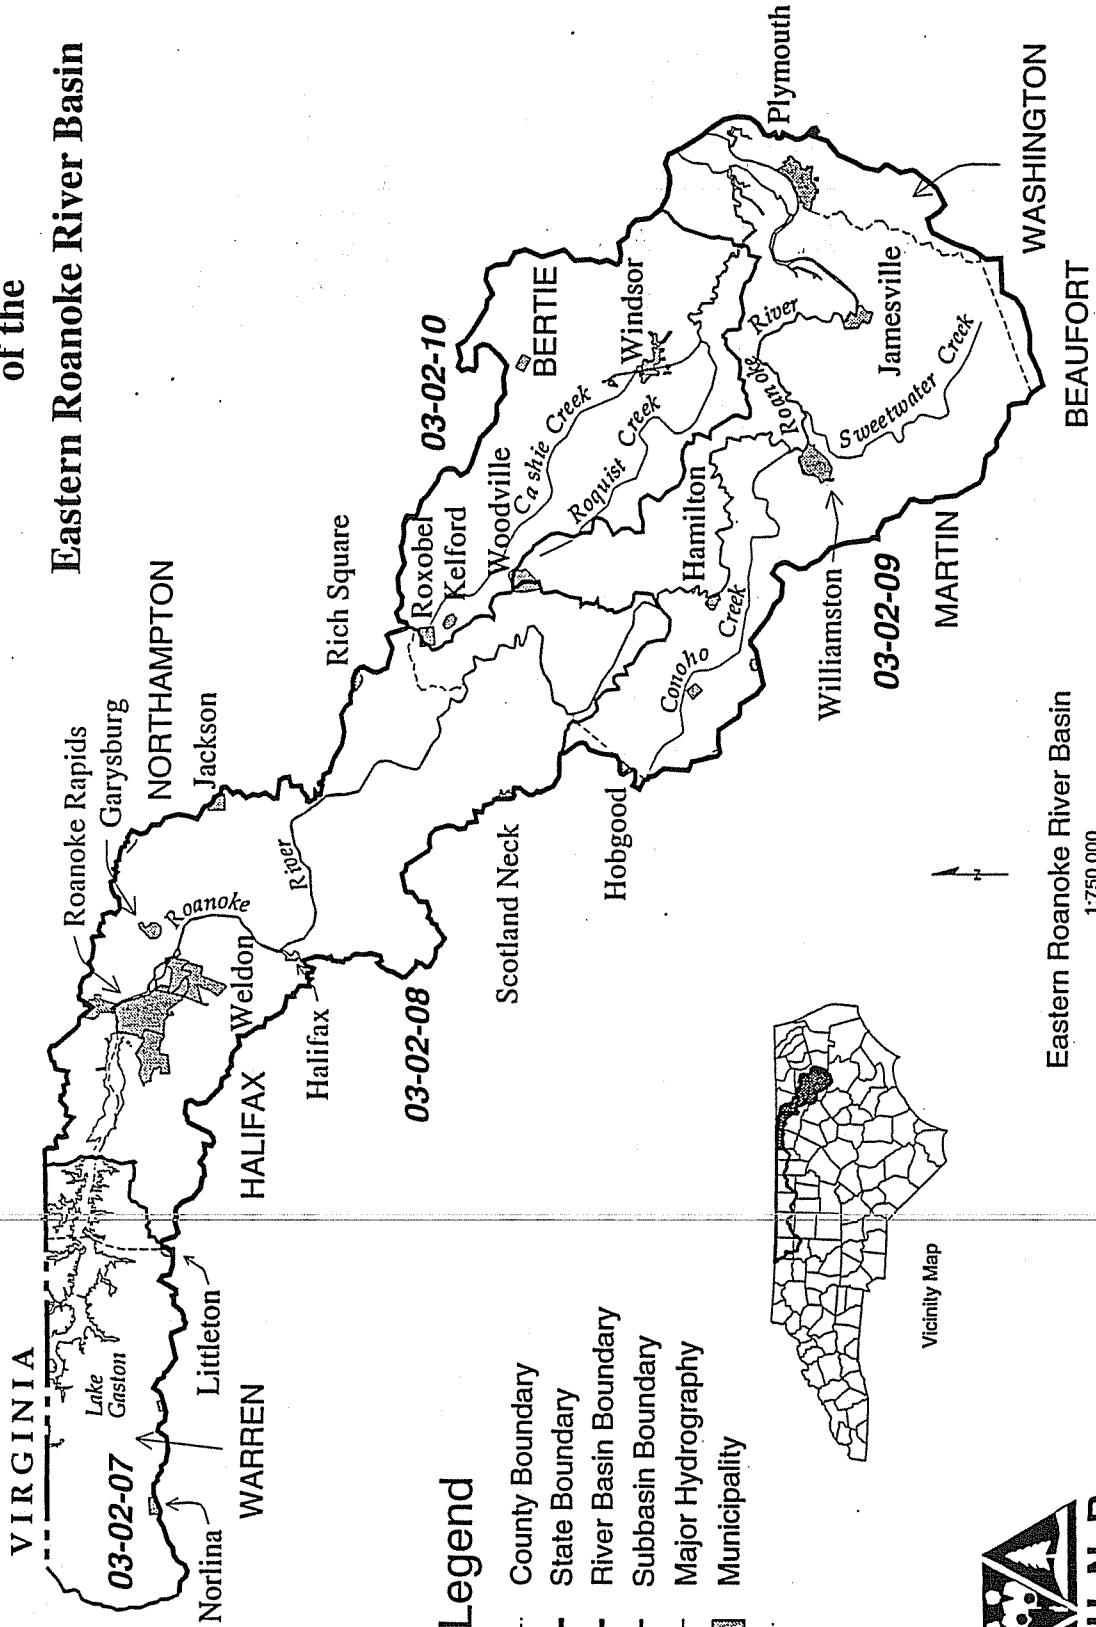 of the
Eastern Roanoke River Basin
VIRGINIA
Lake
Gaston
03-02-07
Norlina
WARREN
Littleton
HALIFAX
Roanoke Rapids
Garysburg
NORTHAMPTON
Jackson
Roanoke
River
Weldon
Halifax
03-02-08
Rich Square
Roxobel
Kelford
Woodville
03-02-10
BERTIE
Cashie Creek
Windsor
Roquist Creek
Scotland Neck
Hobgood
Hamilton
Conoho
Creek
Williamston
03-02-09
MARTIN
Roanoke
River
Jamesville
Sweetwater Creek
Plymouth
WASHINGTON
BEAUFORT
Legend
County Boundary
State Boundary
River Basin Boundary
Subbasin Boundary
Major Hydrography
Municipality
Vicinity Map
Eastern Roanoke River Basin
1:750,000